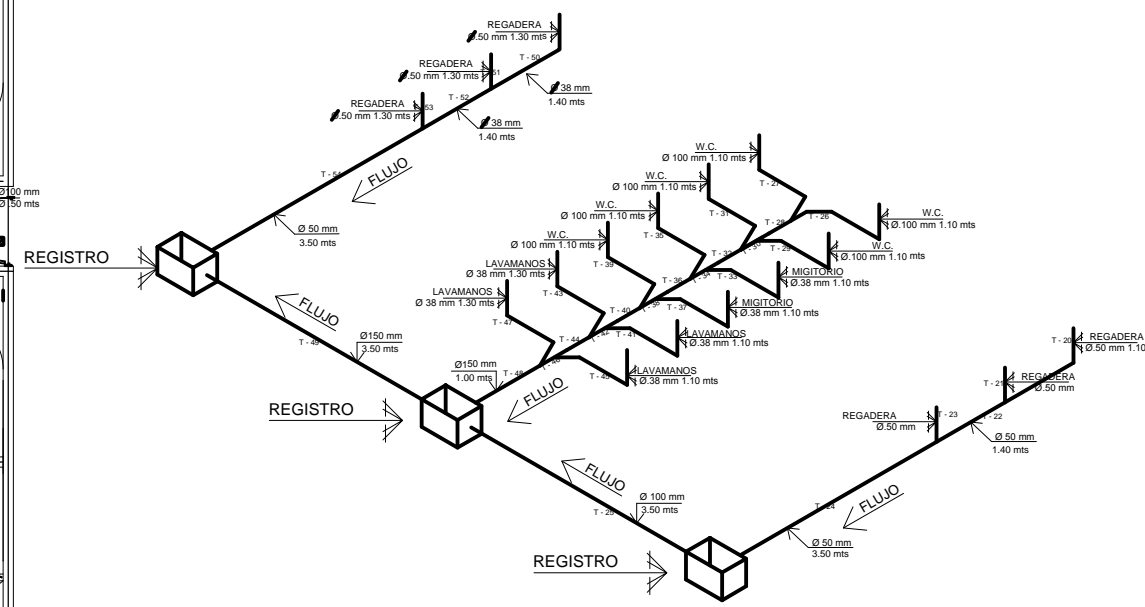 REGADERA
Ø.50 mm 1.30 mts
T - 50
REGADERA
Ø.50 mm 1.30 mts
51
T - 52
Ø 38 mm
1.40 mts
REGADERA
Ø.50 mm 1.30 mts
53
Ø 38 mm
1.40 mts
T - 54
FLUJO
Ø100 mm
Ø 50 mm
3.50 mts
REGISTRO
W.C.
Ø 100 mm 1.10 mts
T - 27
W.C.
Ø 100 mm 1.10 mts
T - 31
T - 28
T - 26
W.C.
Ø.100 mm 1.10 mts
W.C.
Ø 100 mm 1.10 mts
T - 35
T - 32
T - 30
T - 29
W.C.
Ø.100 mm 1.10 mts
W.C.
Ø 100 mm 1.10 mts
T - 39
T - 36
T - 34
T - 33
MIGITORIO
Ø.38 mm 1.10 mts
LAVAMANOS
Ø 38 mm 1.30 mts
T - 43
T - 40
T - 37
MIGITORIO
Ø.38 mm 1.10 mts
LAVAMANOS
Ø 38 mm 1.30 mts
T - 47
T - 44
T - 42
T - 41
LAVAMANOS
Ø.38 mm 1.10 mts
T - 48
T - 46
T - 45
LAVAMANOS
Ø.38 mm 1.10 mts
FLUJO
T - 49
Ø150 mm
3.50 mts
Ø150 mm
1.00 mts
FLUJO
REGISTRO
T - 20
REGADERA
Ø.50 mm 1.10
T - 21
REGADERA
Ø.50 mm
REGADERA
Ø.50 mm
T - 23
T - 22
Ø 50 mm
1.40 mts
FLUJO
T - 25
Ø 100 mm
3.50 mts
T - 24
FLUJO
Ø 50 mm
3.50 mts
REGISTRO